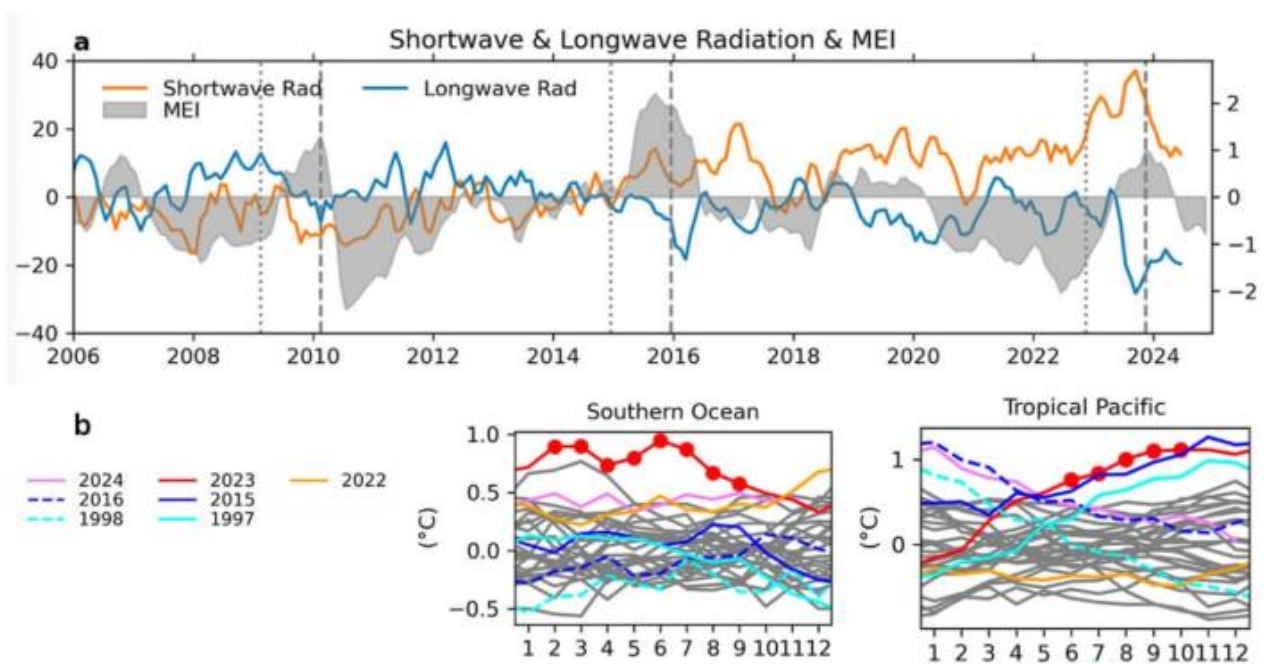 a
Shortwave & Longwave Radiation & MEI
40 Shortwave Rad Longwave Rad
MEI 2
20 1
0 0
−1
−20
−2
−40
2006 2008 2010 2012 2014 2016 2018 2020 2022 2024
b
Southern Ocean Tropical Pacific
2024 2023 2022
2016 2015
1998 1997
(°C)
1.0
0.5
0.0
−0.5
1 2 3 4 5 6 7 8 9 10 11 12
(°C)
1
0
1 2 3 4 5 6 7 8 9 10 11 12